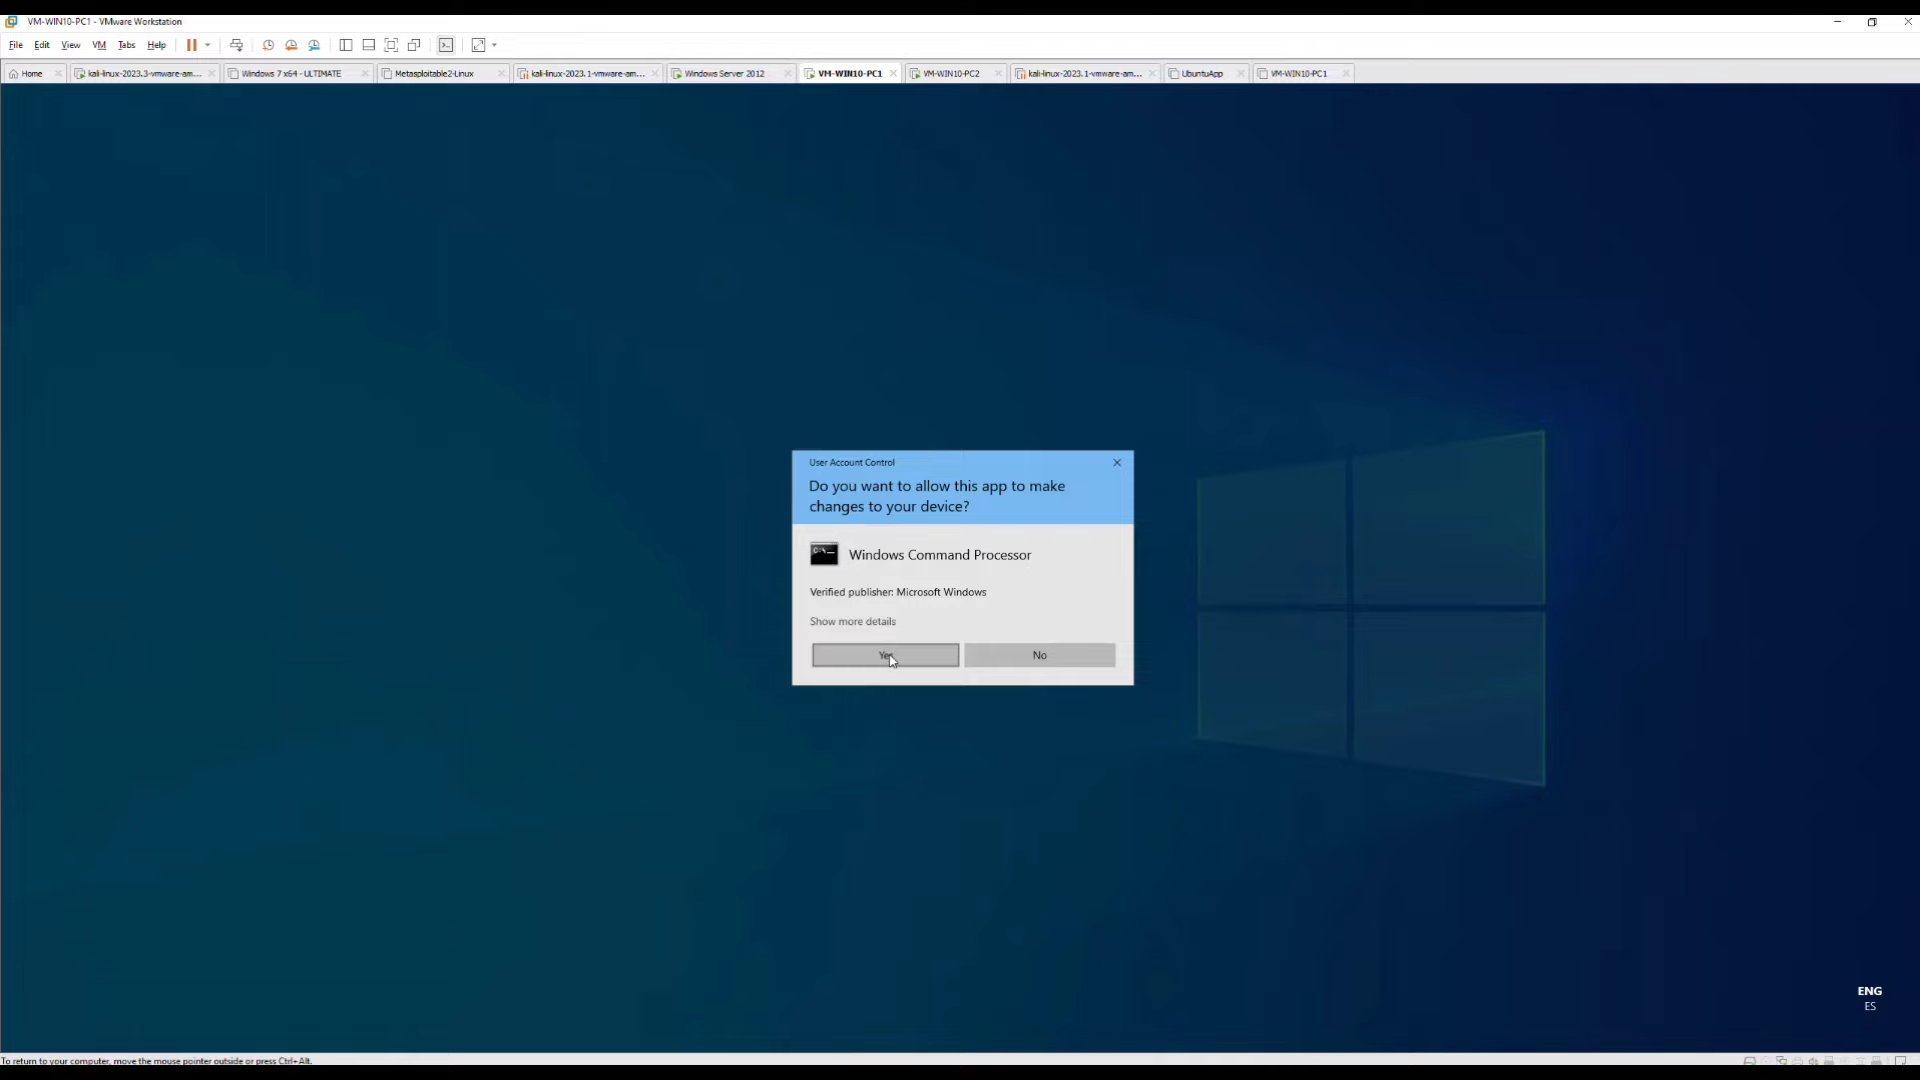 VM-WIN10-PC1 - VMware Workstation
File Edit View VM Tabs Help
Home kali-linux-2023.3-vmware-am... Windows 7 x64 - ULTIMATE Metasploitable2-Linux kali-linux-2023.1-vmware-am... Windows Server 2012 VM-WIN10-PC1 VM-WIN10-PC2 kali-linux-2023.1-vmware-am... UbuntuApp VM-WIN10-PC1
User Account Control
Do you want to allow this app to make
changes to your device?
C:\
Windows Command Processor
Verified publisher: Microsoft Windows
Show more details
Yes No
ENG
ES
To return to your computer, move the mouse pointer outside or press Ctrl+Alt.